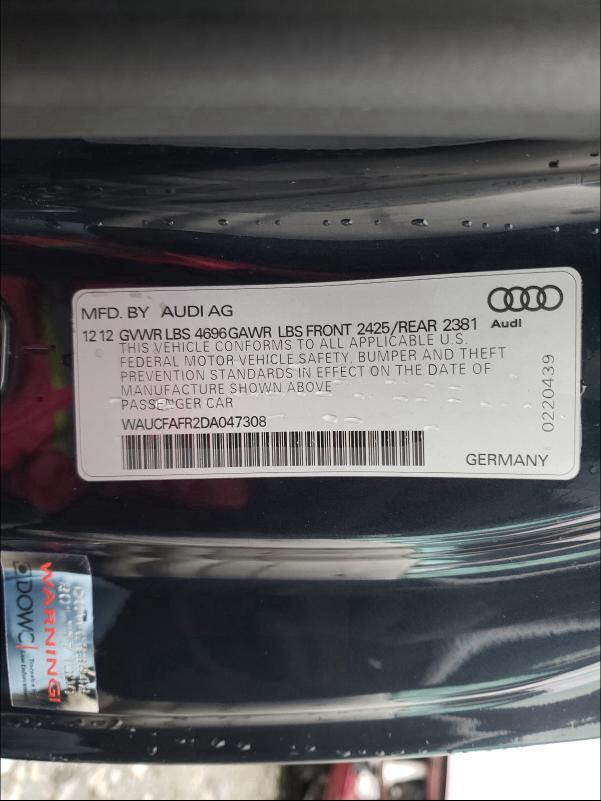 MFD. BY AUDI AG
12 12 GVWR LBS 4696 GAWR LBS FRONT 2425/REAR 2381
Audi
THIS VEHICLE CONFORMS TO ALL APPLICABLE U.S.
FEDERAL MOTOR VEHICLE SAFETY, BUMPER AND THEFT
PREVENTION STANDARDS IN EFFECT ON THE DATE OF
MANUFACTURE SHOWN ABOVE
PASSENGER CAR
WAUCFAFR2DA047308
GERMANY
0220439
WARNING!